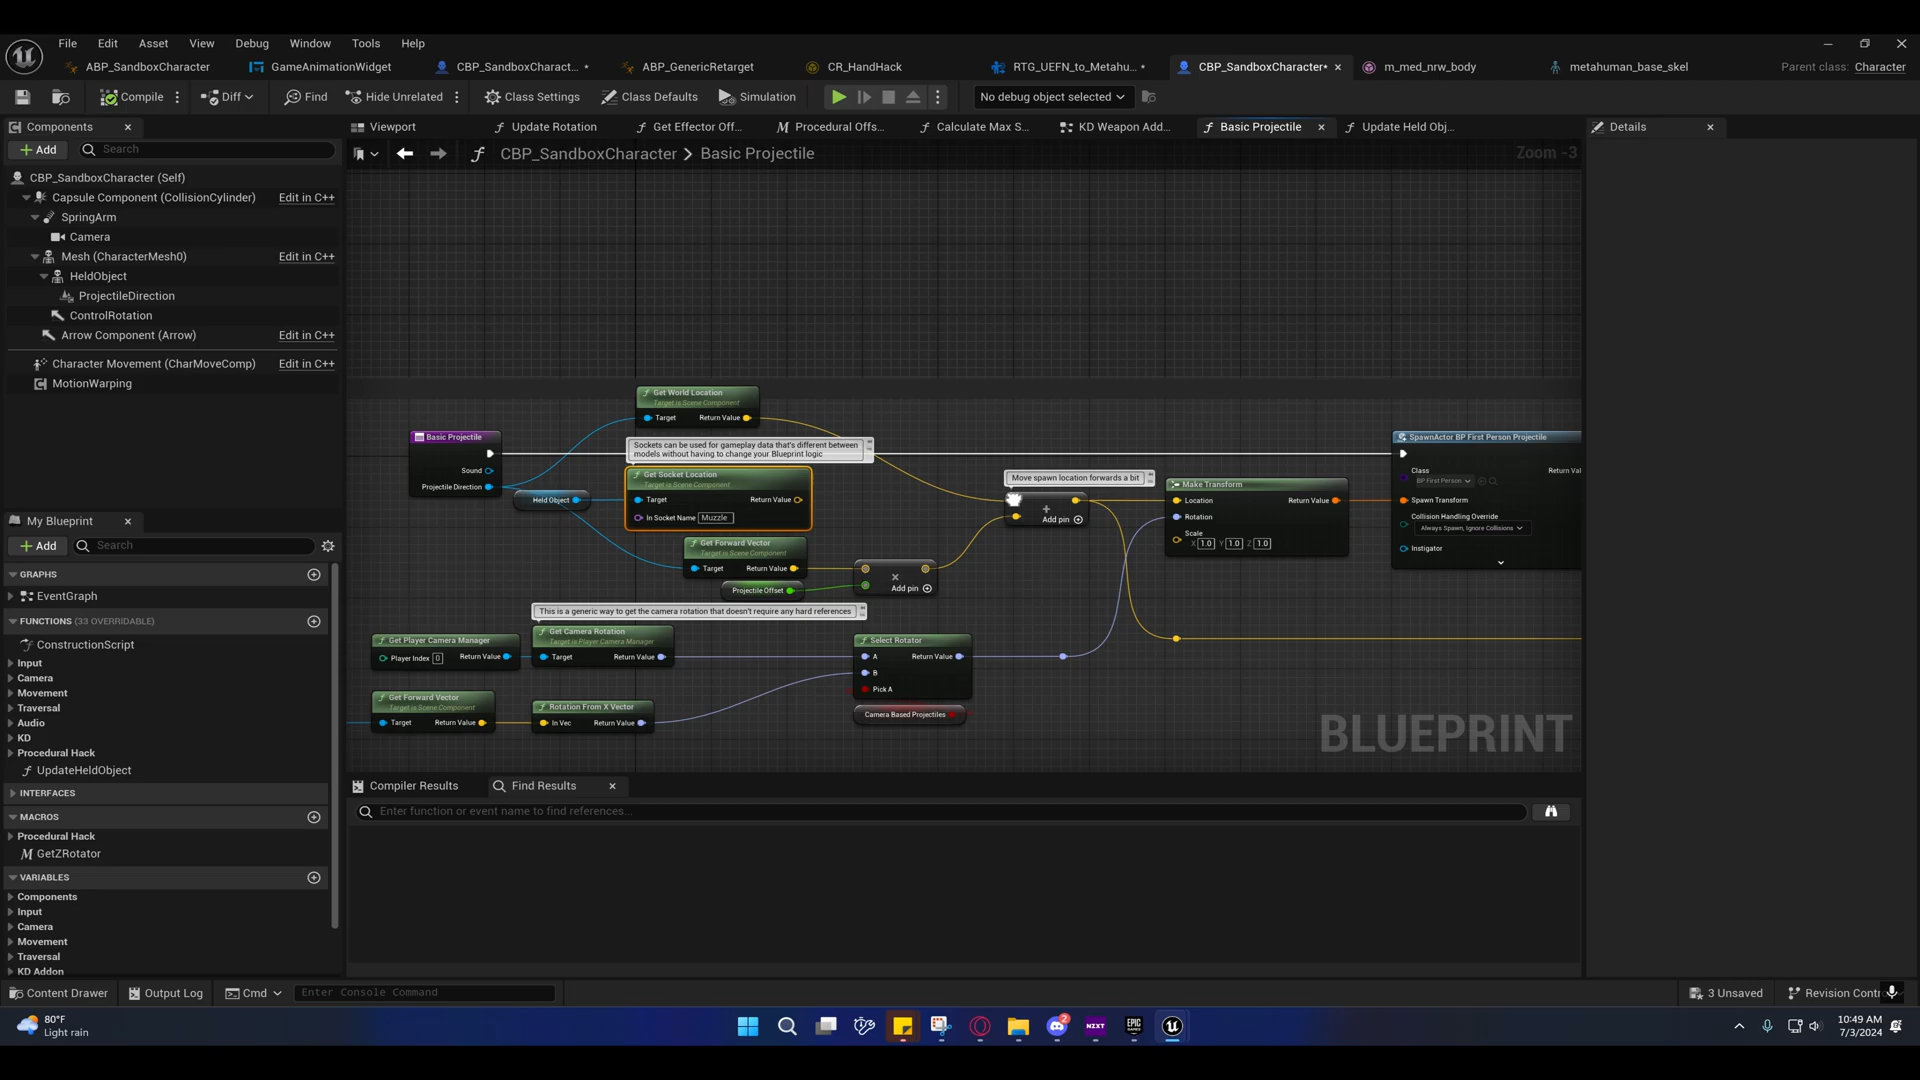 File Edit Asset View Debug Window Tools Help
ABP_SandboxCharacter GameAnimationWidget CBP_SandboxCharact... • ABP_GenericRetarget CR_HandHack RTG_UEFN_to_Metahu... • CBP_SandboxCharacter• m_med_nrw_body metahuman_base_skel Parent class: Character
Compile Diff Find Hide Unrelated Class Settings Class Defaults Simulation No debug object selected
Components
Add Search
CBP_SandboxCharacter (Self)
Capsule Component (CollisionCylinder) Edit in C++
SpringArm
Camera
Mesh (CharacterMesh0) Edit in C++
HeldObject
ProjectileDirection
ControlRotation
Arrow Component (Arrow) Edit in C++
Character Movement (CharMoveComp) Edit in C++
MotionWarping
My Blueprint
Add Search
GRAPHS
EventGraph
FUNCTIONS (33 OVERRIDABLE)
ConstructionScript
Input
Camera
Movement
Traversal
Audio
KD
Procedural Hack
UpdateHeldObject
INTERFACES
MACROS
Procedural Hack
GetZRotator
VARIABLES
Components
Input
Camera
Movement
Traversal
KD Addon
Viewport Update Rotation Get Effector Off... Procedural Offs... Calculate Max S... KD Weapon Add... Basic Projectile Update Held Obj...
CBP_SandboxCharacter > Basic Projectile
Zoom -3
Details
Get World Location
Target is Scene Component
Target Return Value
Basic Projectile
Sound
Projectile Direction
Held Object
Sockets can be used for gameplay data that's different between
models without having to change your Blueprint logic
Get Socket Location
Target is Scene Component
Target Return Value
In Socket Name Muzzle
Get Forward Vector
Target is Scene Component
Target Return Value
Projectile Offset
Add pin
Move spawn location forwards a bit
Add pin
Make Transform
Location Return Value
Rotation
Scale
X 1.0 Y 1.0 Z 1.0
SpawnActor BP First Person Projectile
Class Return Val
BP First Person
Spawn Transform
Collision Handling Override
Always Spawn, Ignore Collisions
Instigator
This is a generic way to get the camera rotation that doesn't require any hard references
Get Player Camera Manager
Player Index 0 Return Value
Get Camera Rotation
Target is Player Camera Manager
Target Return Value
Select Rotator
A Return Value
B
Pick A
Camera Based Projectiles
Get Forward Vector
Target is Scene Component
Target Return Value
Rotation From X Vector
In Vec Return Value
BLUEPRINT
Compiler Results Find Results
Enter function or event name to find references...
Content Drawer Output Log Cmd Enter Console Command 3 Unsaved Revision Contr
80°F
Light rain
2
NZXT
EPIC
GAMES
10:49 AM
7/3/2024